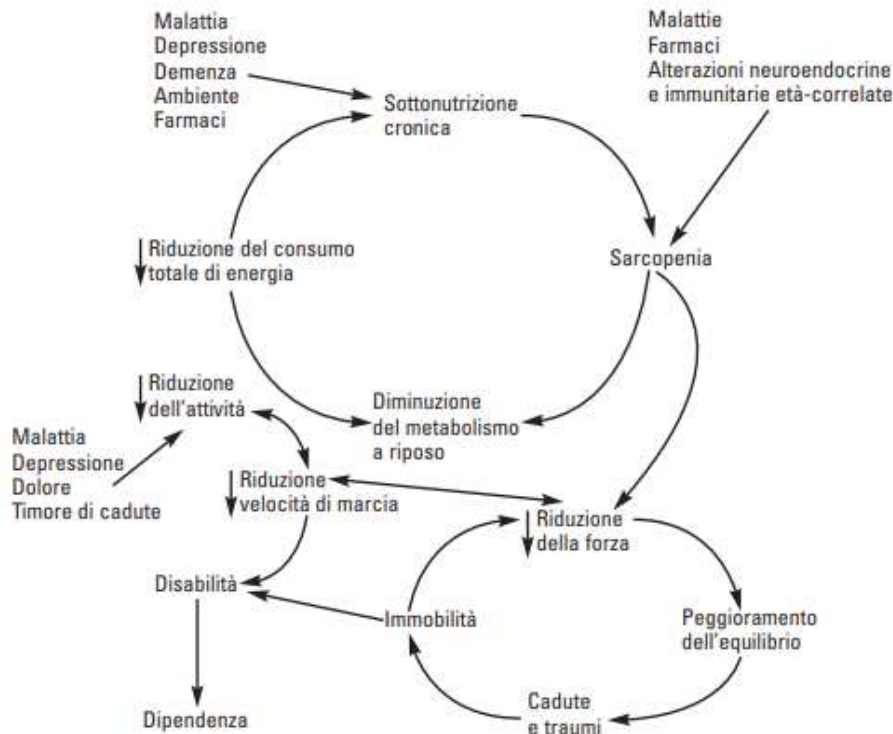 Malattia
Depressione
Demenza
Ambiente
Farmaci
Malattie
Farmaci
Alterazioni neuroendocrine
e immunitarie età-correlate
Sottonutrizione
cronica
Riduzione del consumo
totale di energia
Sarcopenia
Riduzione
dell'attività
Diminuzione
del metabolismo
a riposo
Malattia
Depressione
Dolore
Timore di cadute
Riduzione
velocità di marcia
Riduzione
della forza
Disabilità
Immobilità
Peggioramento
dell'equilibrio
Cadute
e traumi
Dipendenza